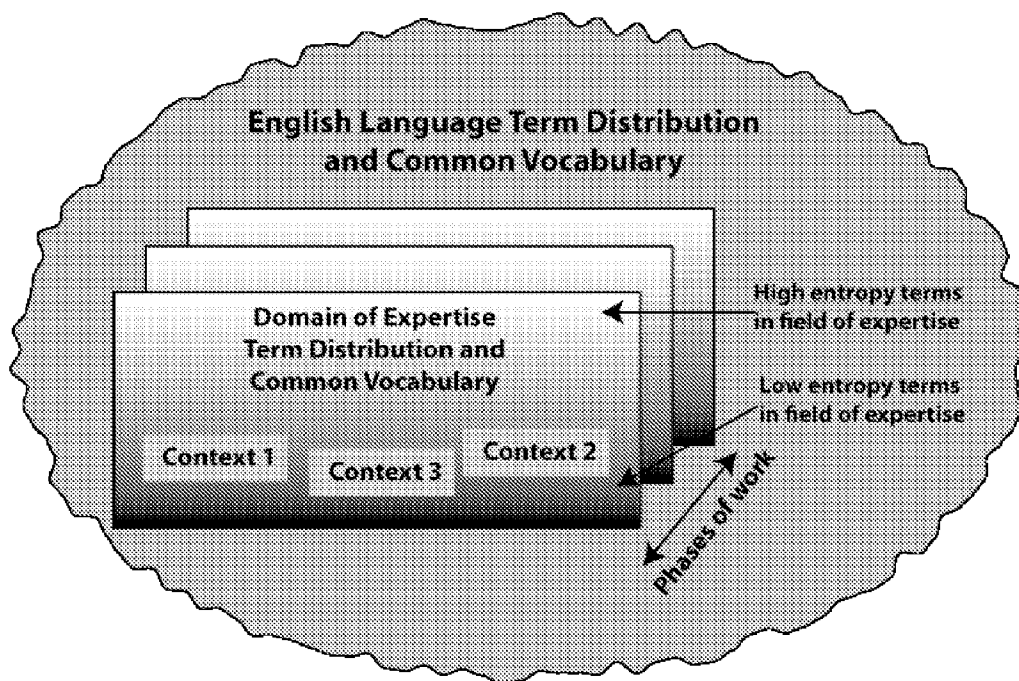 English Language Term Distribution
and Common Vocabulary
High entropy terms
in field of expertise
Domain of Expertise
Term Distribution and
Common Vocabulary
Low entropy terms
in field of expertise
Context 1
Context 3
Context 2
Phases of work